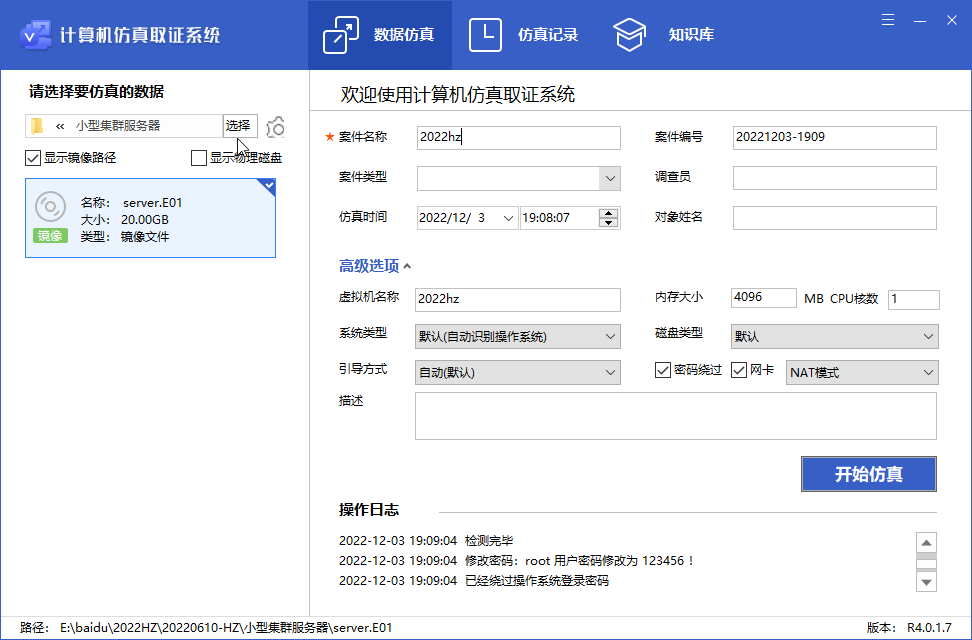 计算机仿真取证系统
数据仿真
仿真记录
知识库
请选择要仿真的数据
« 小型集群服务器 选择
显示镜像路径 显示物理磁盘
名称: server.E01
大小: 20.00GB
镜像 类型: 镜像文件
欢迎使用计算机仿真取证系统
★ 案件名称 2022hz 案件编号 20221203-1909
案件类型 调查员
仿真时间 2022/12/ 3 19:08:07 对象姓名
高级选项
虚拟机名称 2022hz 内存大小 4096 MB CPU核数 1
系统类型 默认(自动识别操作系统) 磁盘类型 默认
引导方式 自动(默认) 密码绕过 网卡 NAT模式
描述
开始仿真
操作日志
2022-12-03 19:09:04 检测完毕
2022-12-03 19:09:04 修改密码: root 用户密码修改为 123456 !
2022-12-03 19:09:04 已经绕过操作系统登录密码
路径: E:\baidu\2022HZ\20220610-HZ\小型集群服务器\server.E01 版本: R4.0.1.7